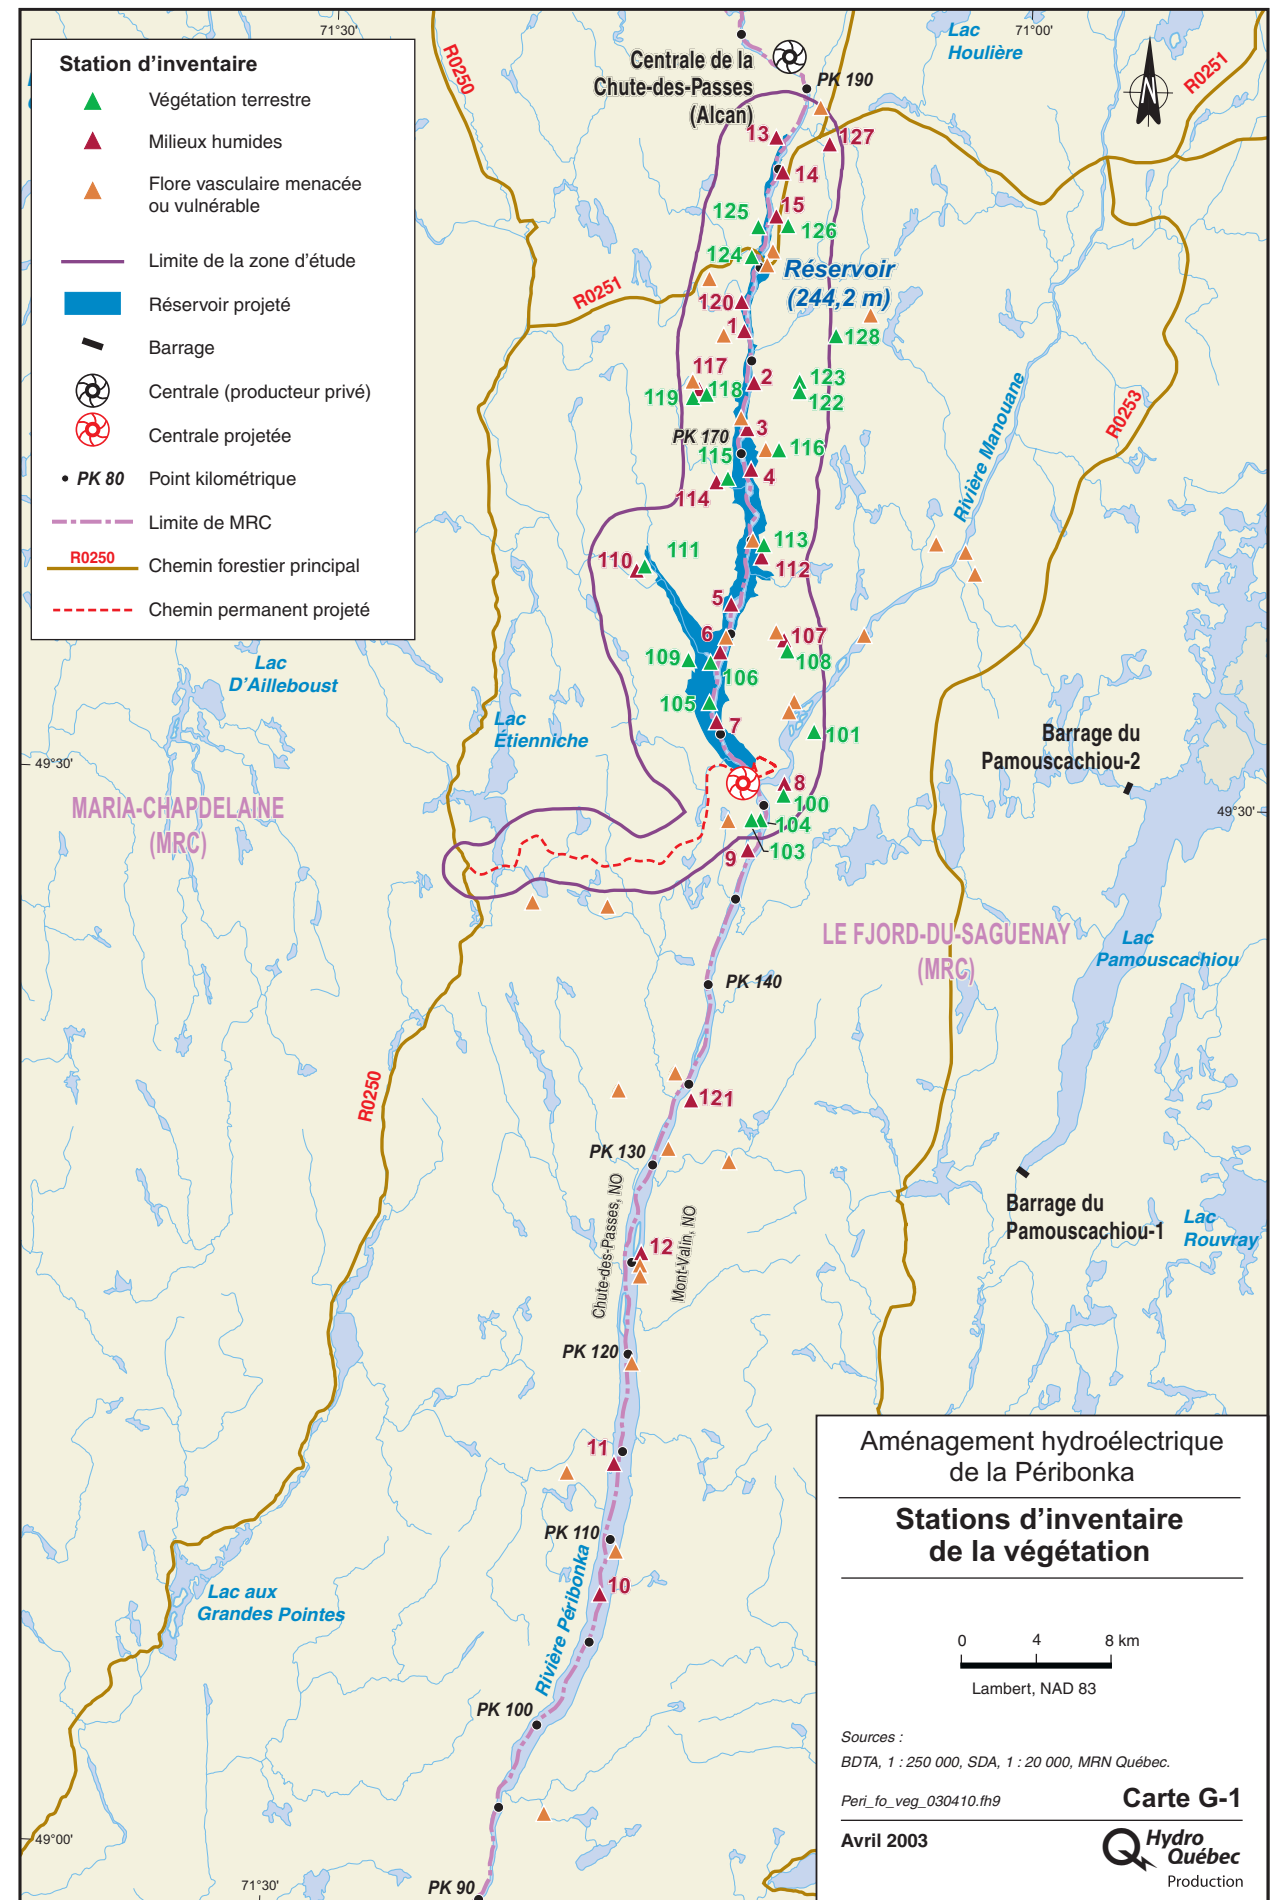 71°30'
71°00'
Station d'inventaire
Végétation terrestre
Milieux humides
Flore vasculaire menacée
ou vulnérable
Limite de la zone d'étude
Réservoir projeté
Barrage
Centrale (producteur privé)
Centrale projetée
PK 80
Point kilométrique
Limite de MRC
R0250
Chemin forestier principal
Chemin permanent projeté
R0250
Centrale de la
Chute-des-Passes
(Alcan)
PK 190
Lac
Houlière
R0251
13
127
14
15
125
126
124
Réservoir
(244,2 m)
R0251
120
1
128
117
2
123
118
119
122
3
PK 170
116
115
4
114
R0253
Rivière Manouane
113
111
110
112
5
6
107
109
108
106
105
7
101
Lac
D'Ailleboust
Lac
Étienniche
Barrage du
Pamouscachiou-2
49°30'
8
100
104
103
9
49°30'
MARIA-CHAPDELAINE
(MRC)
LE FJORD-DU-SAGUENAY
(MRC)
Lac
Pamouscachiou
PK 140
R0250
121
PK 130
Chute-des-Passes, NO
Mont-Valin, NO
12
Barrage du
Pamouscachiou-1
Lac
Rouvray
PK 120
11
PK 110
10
Rivière Péribonka
Lac aux
Grandes Pointes
PK 100
49°00'
71°30'
PK 90
Aménagement hydroélectrique
de la Péribonka
Stations d'inventaire
de la végétation
0 4 8 km
Lambert, NAD 83
Sources :
BDTA, 1 : 250 000, SDA, 1 : 20 000, MRN Québec.
Peri_fo_veg_030410.fh9
Carte G-1
Avril 2003
Hydro
Québec
Production